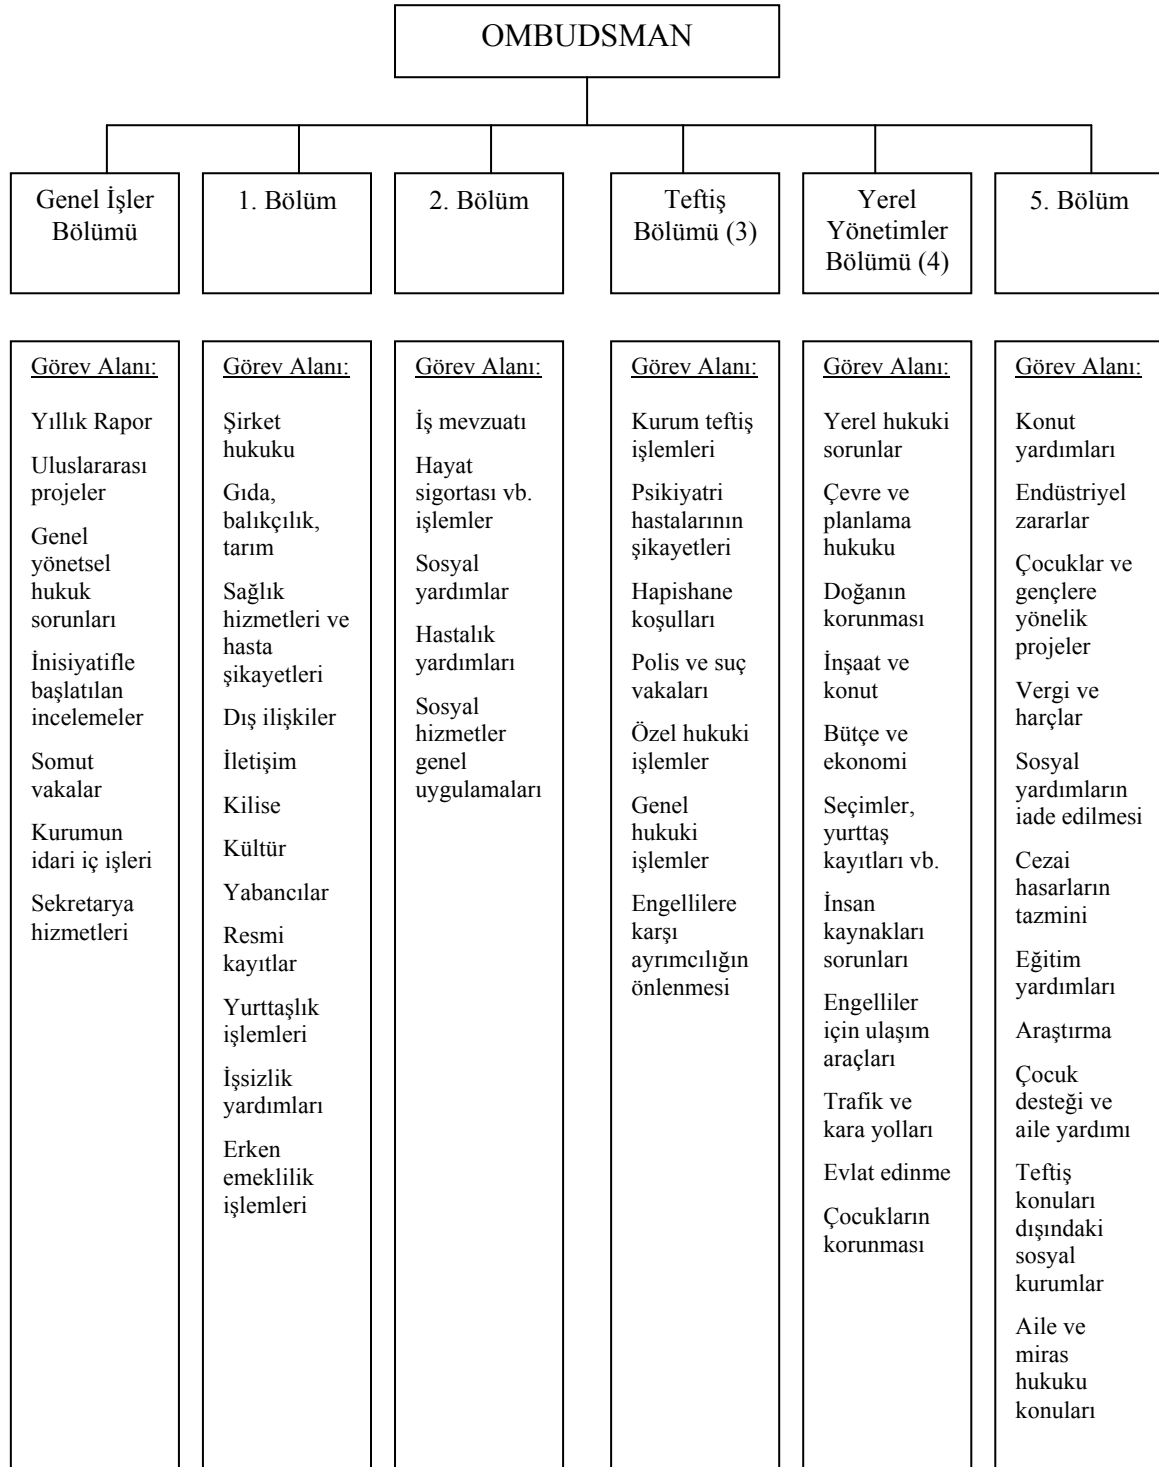 OMBUDSMAN
Genel İşler
Bölümü
1. Bölüm
2. Bölüm
Teftiş
Bölümü (3)
Yerel
Yönetimler
Bölümü (4)
5. Bölüm
Görev Alanı:
Yıllık Rapor
Uluslararası
projeler
Genel
yönetsel
hukuk
sorunları
İnisiyatifle
başlatılan
incelemeler
Somut
vakalar
Kurumun
idari iç işleri
Sekretarya
hizmetleri
Görev Alanı:
Şirket
hukuku
Gıda,
balıkçılık,
tarım
Sağlık
hizmetleri ve
hasta
şikayetleri
Dış ilişkiler
İletişim
Kilise
Kültür
Yabancılar
Resmi
kayıtlar
Yurttaşlık
işlemleri
İşsizlik
yardımları
Erken
emeklilik
işlemleri
Görev Alanı:
İş mevzuatı
Hayat
sigortası vb.
işlemler
Sosyal
yardımlar
Hastalık
yardımları
Sosyal
hizmetler
genel
uygulamaları
Görev Alanı:
Kurum teftiş
işlemleri
Psikiyatri
hastalarının
şikayetleri
Hapishane
koşulları
Polis ve suç
vakaları
Özel hukuki
işlemler
Genel
hukuki
işlemler
Engellilere
karşı
ayrımcılığın
önlenmesi
Görev Alanı:
Yerel hukuki
sorunlar
Çevre ve
planlama
hukuku
Doğanın
korunması
İnşaat ve
konut
Bütçe ve
ekonomi
Seçimler,
yurttaş
kayıtları vb.
İnsan
kaynakları
sorunları
Engelliler
için ulaşım
araçları
Trafik ve
kara yolları
Evlat edinme
Çocukların
korunması
Görev Alanı:
Konut
yardımları
Endüstriyel
zararlar
Çocuklar ve
gençlere
yönelik
projeler
Vergi ve
harçlar
Sosyal
yardımların
iade edilmesi
Cezai
hasarların
tazmini
Eğitim
yardımları
Araştırma
Çocuk
desteği ve
aile yardımı
Teftiş
konuları
dışındaki
sosyal
kurumlar
Aile ve
miras
hukuku
konuları